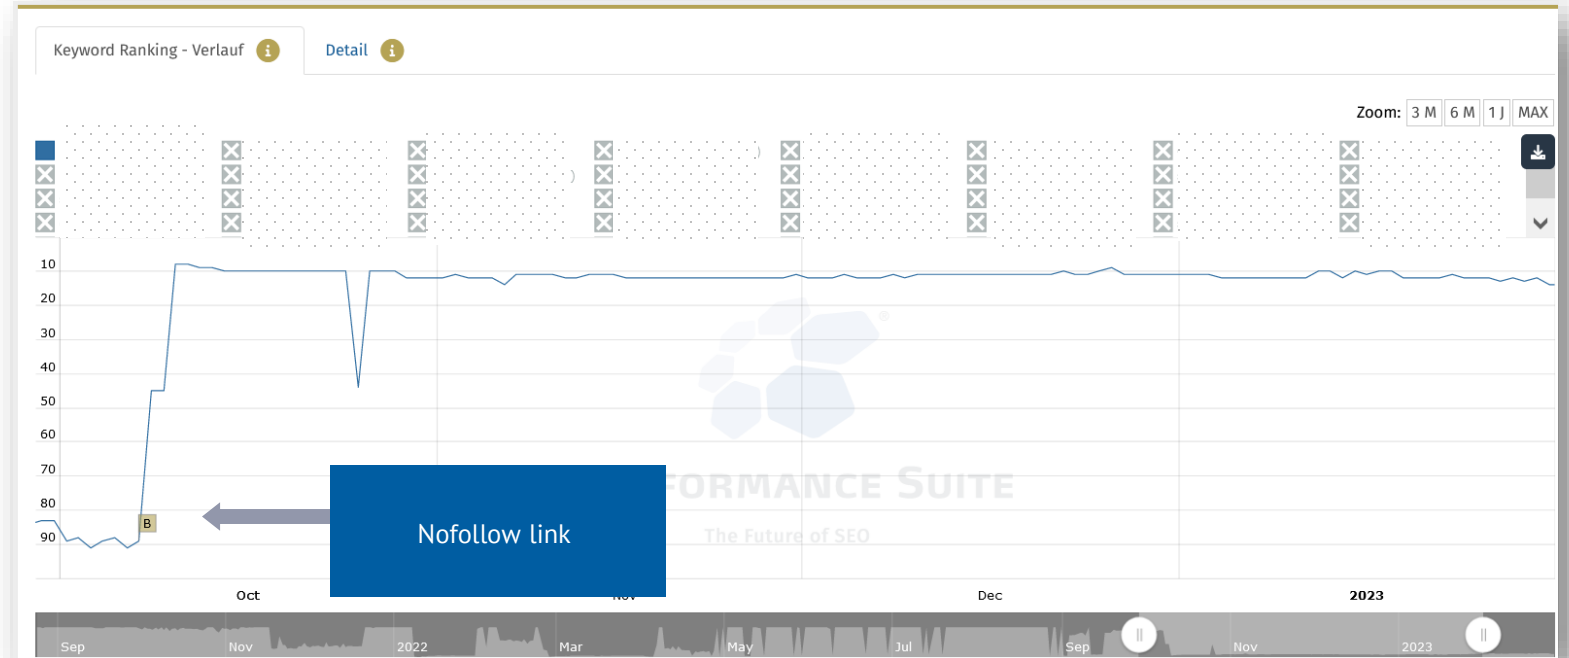 Keyword Ranking - Verlauf i Detail i
Zoom: 3 M 6 M 1 J MAX
10
20
30
40
50
60
70
80
90
B
Nofollow link
FORMANCE SUITE
The Future of SEO
Oct Nov Dec 2023
Sep Nov 2022 Mar May Jul Sep Nov 2023